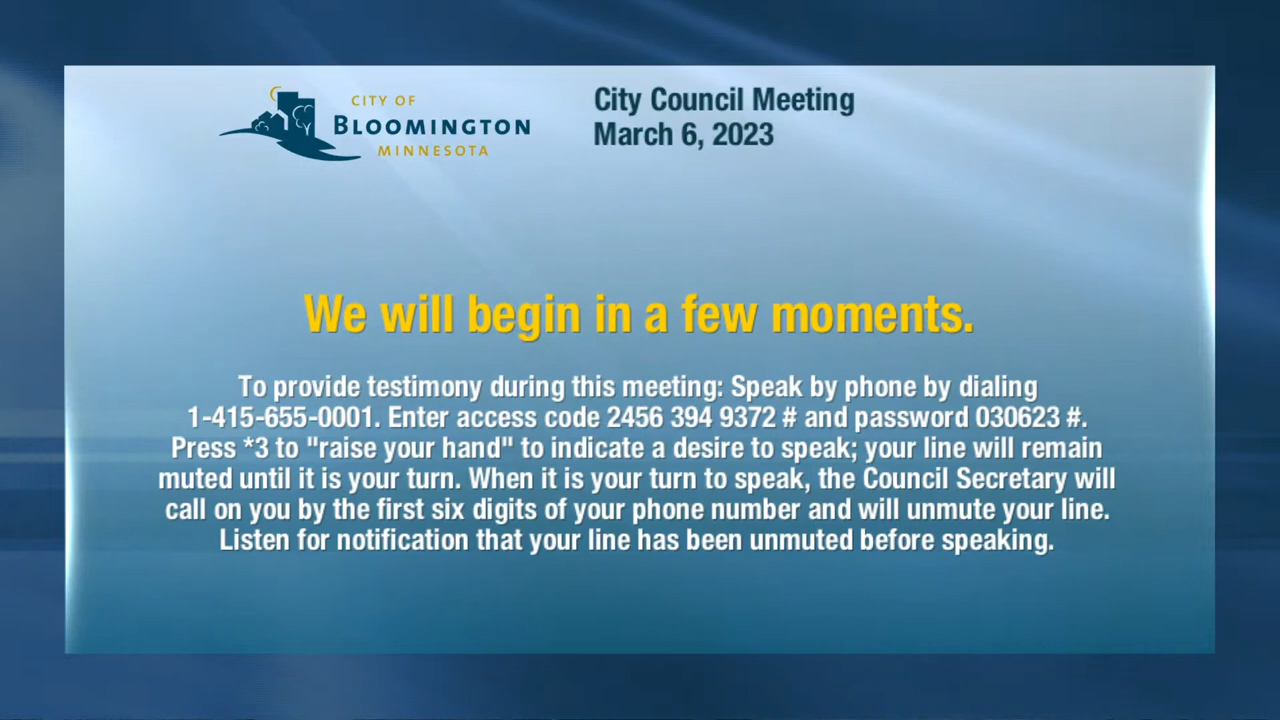 CITY OF
BLOOMINGTON
MINNESOTA
City Council Meeting
March 6, 2023
We will begin in a few moments.
To provide testimony during this meeting: Speak by phone by dialing
1-415-655-0001. Enter access code 2456 394 9372 # and password 030623 #.
Press *3 to "raise your hand" to indicate a desire to speak; your line will remain
muted until it is your turn. When it is your turn to speak, the Council Secretary will
call on you by the first six digits of your phone number and will unmute your line.
Listen for notification that your line has been unmuted before speaking.